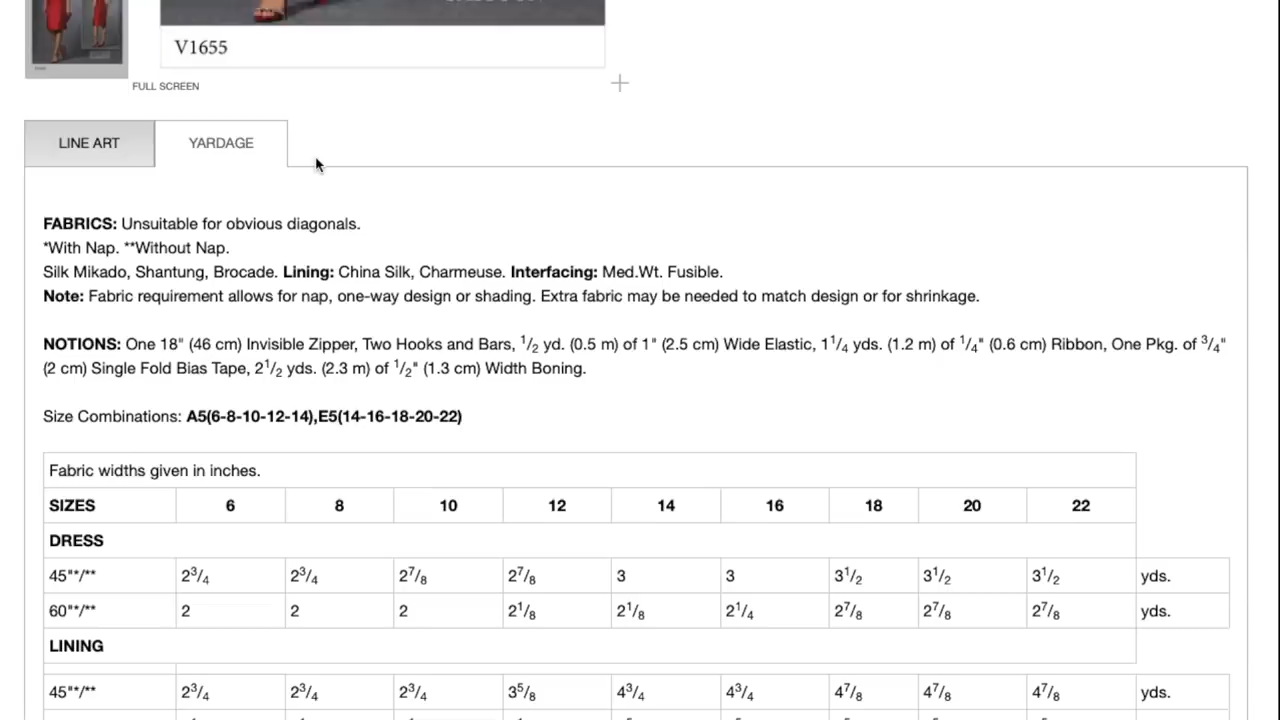 V1655
FULL SCREEN
LINE ART YARDAGE
FABRICS: Unsuitable for obvious diagonals.
*With Nap. **Without Nap.
Silk Mikado, Shantung, Brocade. Lining: China Silk, Charmeuse. Interfacing: Med.Wt. Fusible.
Note: Fabric requirement allows for nap, one-way design or shading. Extra fabric may be needed to match design or for shrinkage.
NOTIONS: One 18" (46 cm) Invisible Zipper, Two Hooks and Bars, 1/2 yd. (0.5 m) of 1" (2.5 cm) Wide Elastic, 1 1/4 yds. (1.2 m) of 1/4" (0.6 cm) Ribbon, One Pkg. of 3/4"
(2 cm) Single Fold Bias Tape, 2 1/2 yds. (2.3 m) of 1/2" (1.3 cm) Width Boning.
Size Combinations: A5(6-8-10-12-14),E5(14-16-18-20-22)
Fabric widths given in inches.
SIZES 6 8 10 12 14 16 18 20 22
DRESS
45"*/** 2 3/4 2 3/4 2 7/8 2 7/8 3 3 3 1/2 3 1/2 3 1/2 yds.
60"*/** 2 2 2 2 1/8 2 1/8 2 1/4 2 7/8 2 7/8 2 7/8 yds.
LINING
45"*/** 2 3/4 2 3/4 2 3/4 3 5/8 4 3/4 4 3/4 4 7/8 4 7/8 4 7/8 yds.